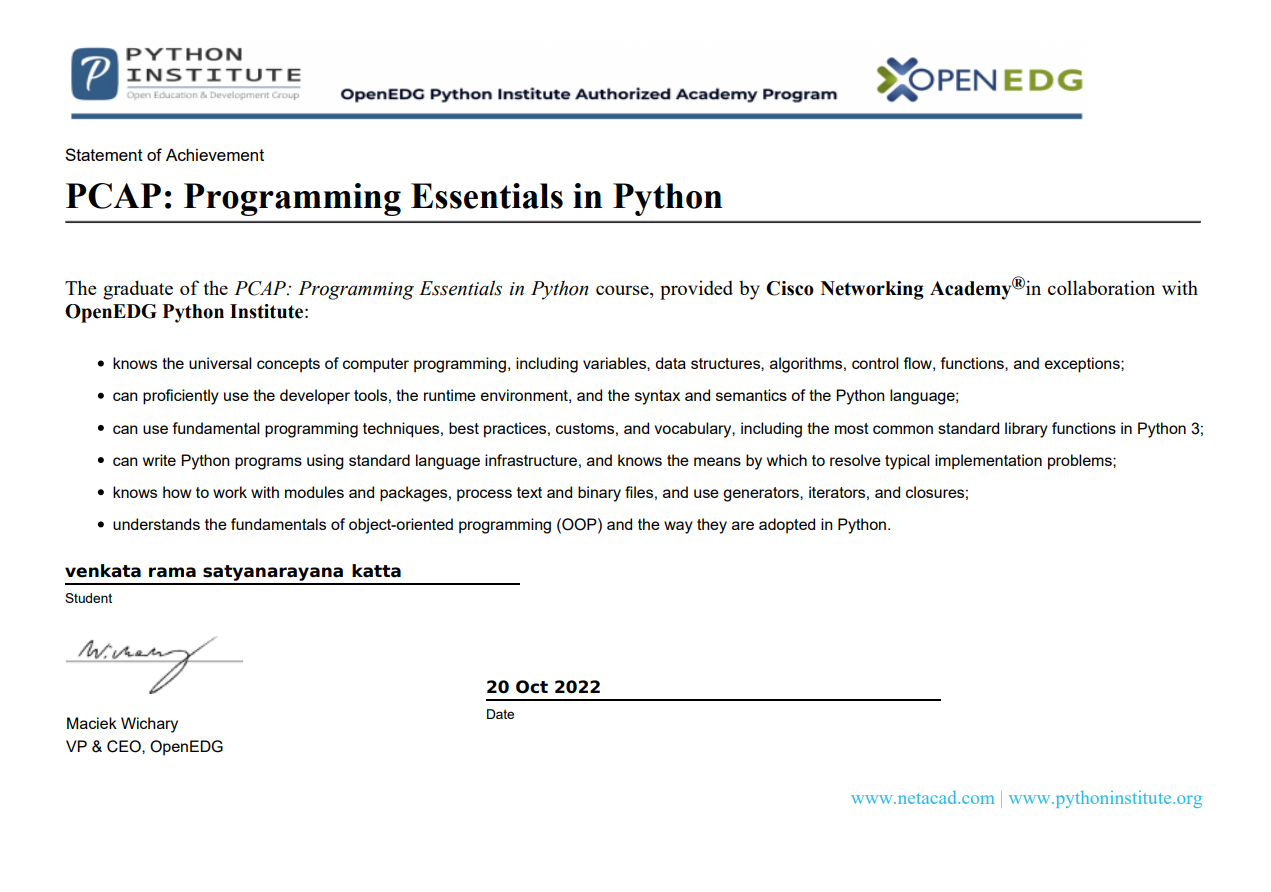 PYTHON
INSTITUTE
Open Education & Development Group
OpenEDG Python Institute Authorized Academy Program
OPENEDG
Statement of Achievement
PCAP: Programming Essentials in Python
The graduate of the PCAP: Programming Essentials in Python course, provided by Cisco Networking Academy®in collaboration with
OpenEDG Python Institute:
• knows the universal concepts of computer programming, including variables, data structures, algorithms, control flow, functions, and exceptions;
• can proficiently use the developer tools, the runtime environment, and the syntax and semantics of the Python language;
• can use fundamental programming techniques, best practices, customs, and vocabulary, including the most common standard library functions in Python 3;
• can write Python programs using standard language infrastructure, and knows the means by which to resolve typical implementation problems;
• knows how to work with modules and packages, process text and binary files, and use generators, iterators, and closures;
• understands the fundamentals of object-oriented programming (OOP) and the way they are adopted in Python.
venkata rama satyanarayana katta
Student
W.Wichary
20 Oct 2022
Date
Maciek Wichary
VP & CEO, OpenEDG
www.netacad.com | www.pythoninstitute.org